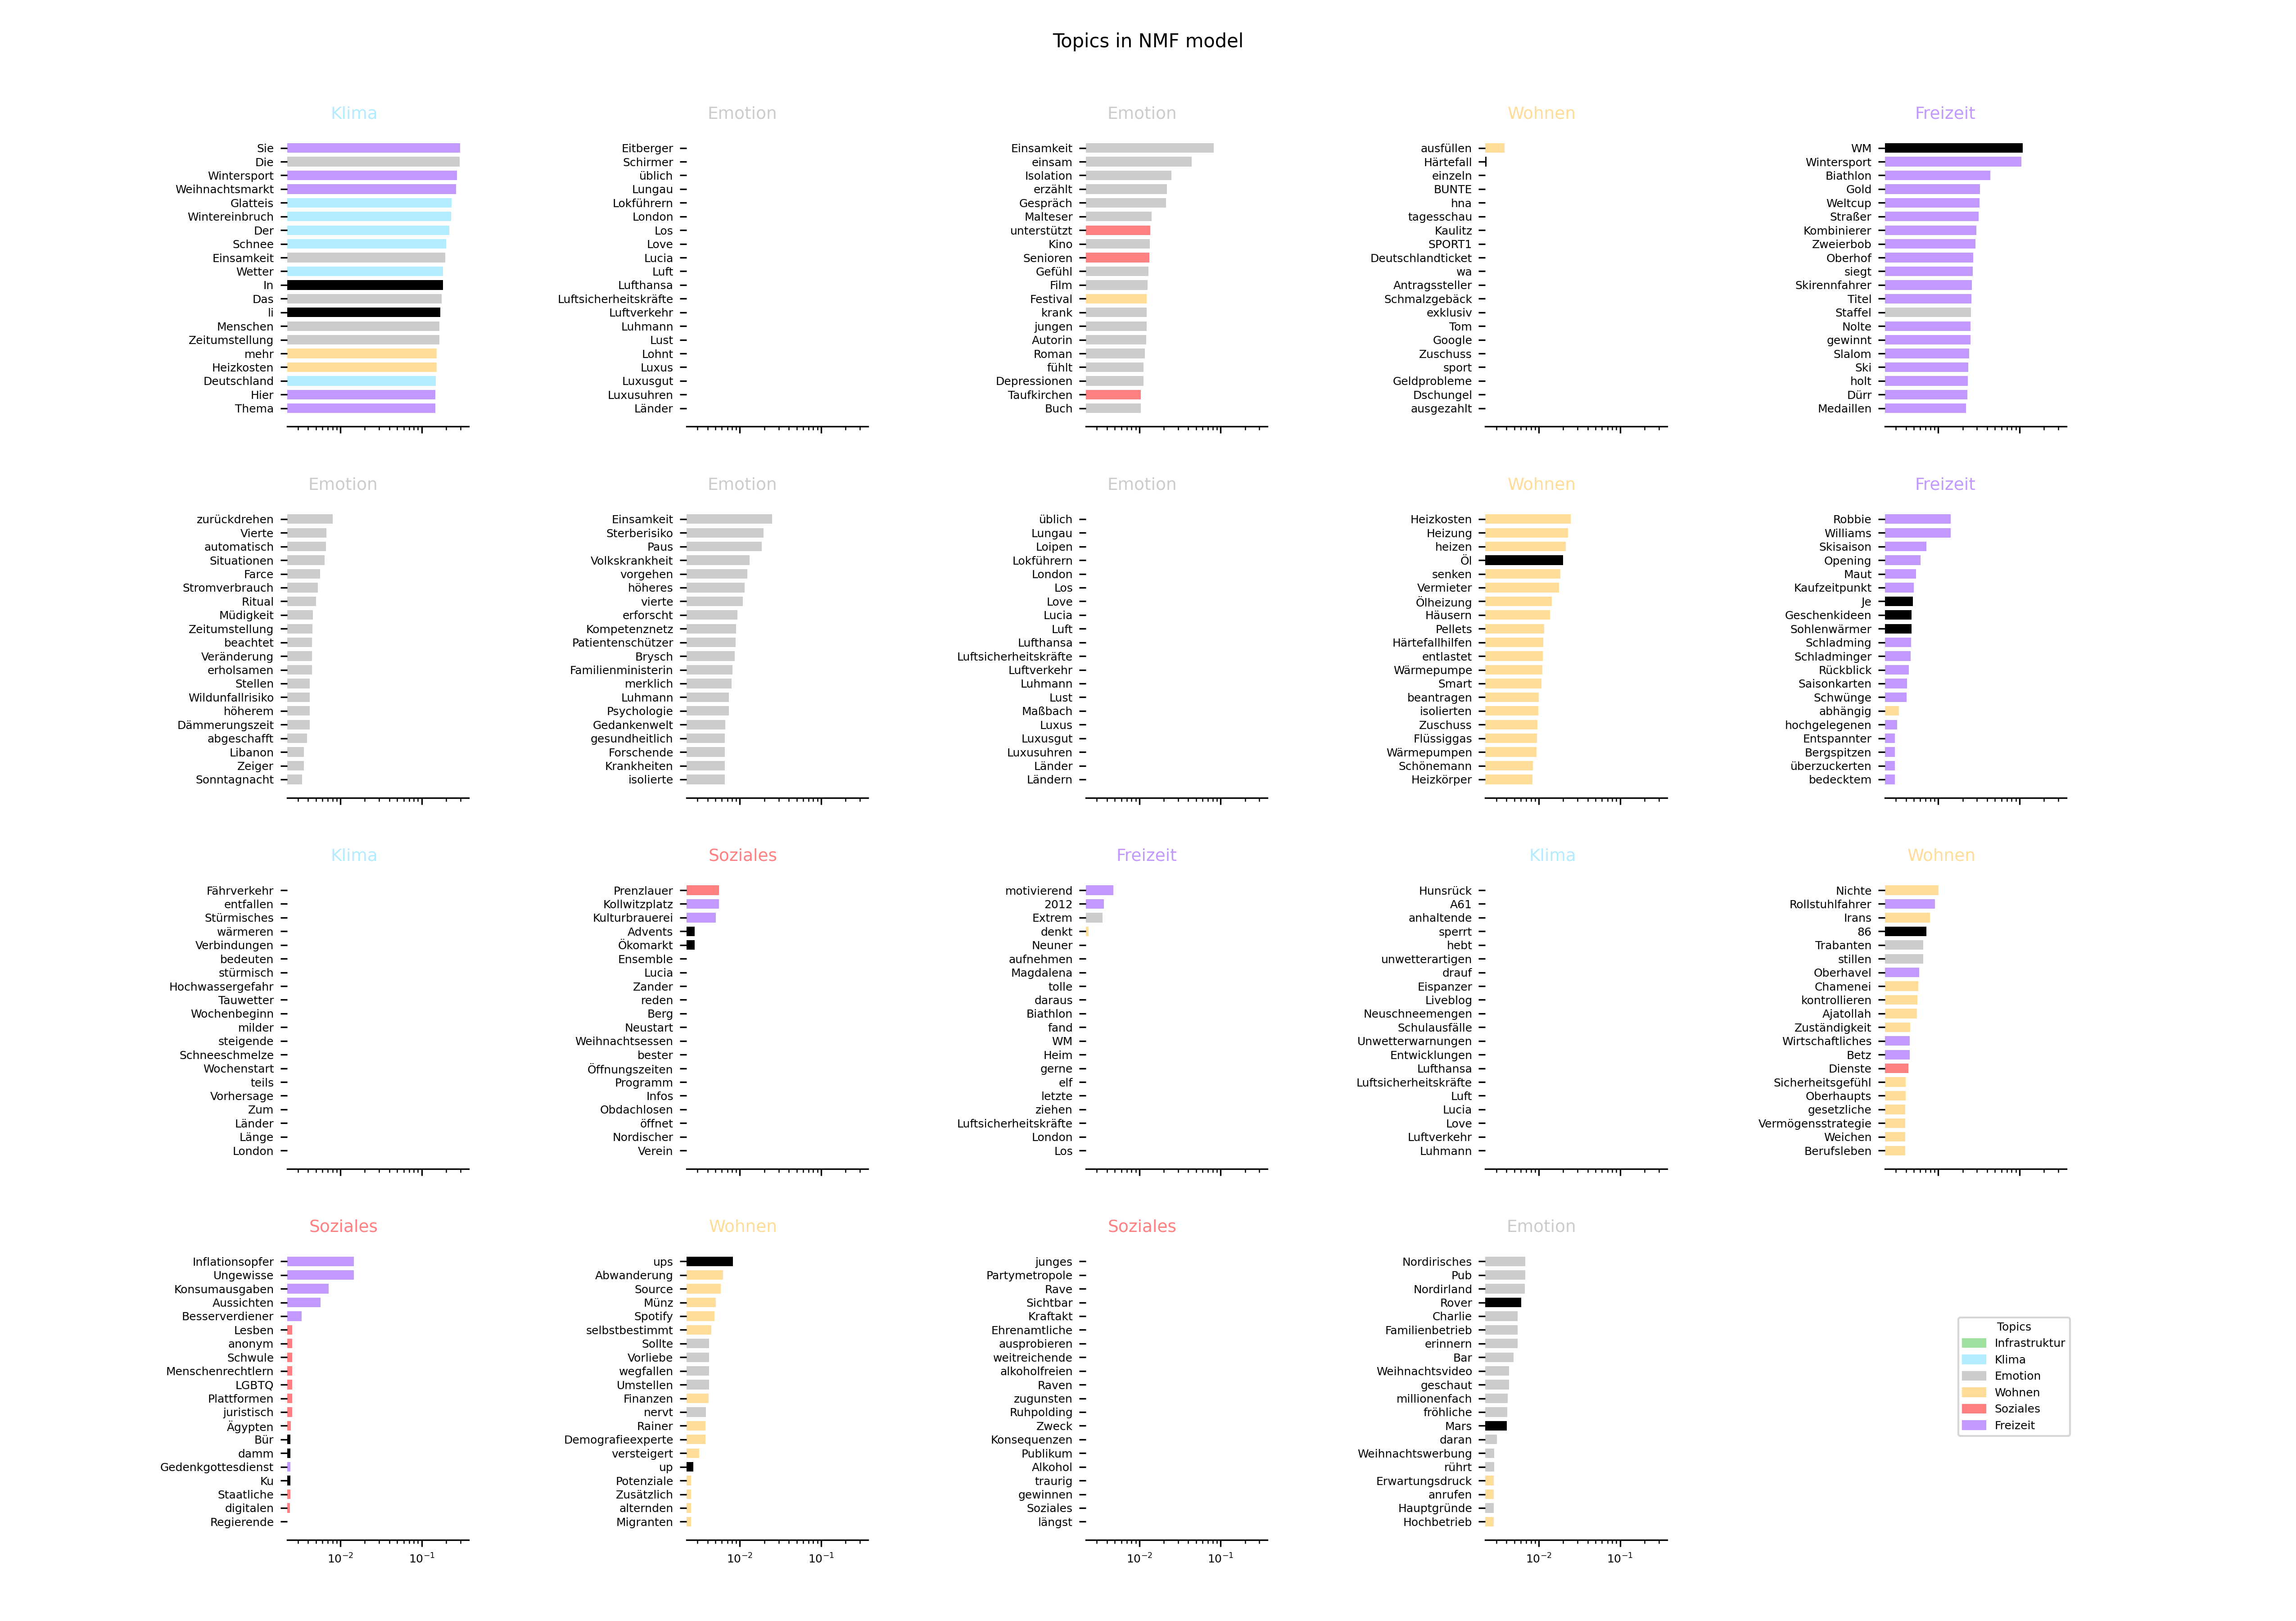 Topics in NMF model
Klima
Sie
Die
Wintersport
Weihnachtsmarkt
Glatteis
Wintereinbruch
Der
Schnee
Einsamkeit
Wetter
In
li
Das
Menschen
Zeitumstellung
mehr
Heizkosten
Deutschland
Hier
Thema
Emotion
Eitberger
Schirmer
üblich
Lungau
Lokführern
London
Los
Love
Lucia
Luft
Lufthansa
Luftsicherheitskräfte
Luftverkehr
Luhmann
Lust
Lohnt
Luxus
Luxusgut
Luxusuhren
Länder
Emotion
Einsamkeit
einsam
Isolation
erzählt
Gespräch
Malteser
unterstützt
Kino
Senioren
Gefühl
Film
Festival
krank
jungen
Autorin
Roman
fühlt
Depressionen
Taufkirchen
Buch
Wohnen
ausfüllen
Härtefall
einzeln
BUNTE
hna
tagesschau
Kaulitz
SPORT1
Deutschlandticket
wa
Antragssteller
Schmalzgebäck
exklusiv
Tom
Google
Zuschuss
sport
Geldprobleme
Dschungel
ausgezahlt
Freizeit
WM
Wintersport
Biathlon
Gold
Weltcup
Straßer
Kombinierer
Zweierbob
Oberhof
siegt
Skirennfahrer
Titel
Staffel
Nolte
gewinnt
Slalom
Ski
holt
Dürr
Medaillen
Emotion
zurückdrehen
Vierte
automatisch
Situationen
Farce
Stromverbrauch
Ritual
Müdigkeit
Zeitumstellung
beachtet
Veränderung
erholsamen
Stellen
Wildunfallrisiko
höherem
Dämmerungszeit
abgeschafft
Libanon
Zeiger
Sonntagnacht
Emotion
Einsamkeit
Sterberisiko
Paus
Volkskrankheit
vorgehen
höheres
vierte
erforscht
Kompetenznetz
Patientenschützer
Brysch
Familienministerin
merklich
Luhmann
Psychologie
Gedankenwelt
gesundheitlich
Forschende
Krankheiten
isolierte
Emotion
üblich
Lungau
Loipen
Lokführern
London
Los
Love
Lucia
Luft
Lufthansa
Luftsicherheitskräfte
Luftverkehr
Luhmann
Lust
Maßbach
Luxus
Luxusgut
Luxusuhren
Länder
Ländern
Wohnen
Heizkosten
Heizung
heizen
Öl
senken
Vermieter
Ölheizung
Häusern
Pellets
Härtefallhilfen
entlastet
Wärmepumpe
Smart
beantragen
isolierten
Zuschuss
Flüssiggas
Wärmepumpen
Schönemann
Heizkörper
Freizeit
Robbie
Williams
Skisaison
Opening
Maut
Kaufzeitpunkt
Je
Geschenkideen
Sohlenwärmer
Schladming
Schladminger
Rückblick
Saisonkarten
Schwünge
abhängig
hochgelegenen
Entspannter
Bergspitzen
überzuckerten
bedecktem
Klima
Fährverkehr
entfallen
Stürmisches
wärmeren
Verbindungen
bedeuten
stürmisch
Hochwassergefahr
Tauwetter
Wochenbeginn
milder
steigende
Schneeschmelze
Wochenstart
teils
Vorhersage
Zum
Länder
Länge
London
Soziales
Prenzlauer
Kollwitzplatz
Kulturbrauerei
Advents
Ökomarkt
Ensemble
Lucia
Zander
reden
Berg
Neustart
Weihnachtsessen
bester
Öffnungszeiten
Programm
Infos
Obdachlosen
öffnet
Nordischer
Verein
Freizeit
motivierend
2012
Extrem
denkt
Neuner
aufnehmen
Magdalena
tolle
daraus
Biathlon
fand
WM
Heim
gerne
elf
letzte
ziehen
Luftsicherheitskräfte
London
Los
Klima
Hunsrück
A61
anhaltende
sperrt
hebt
unwetterartigen
drauf
Eispanzer
Liveblog
Neuschneemengen
Schulausfälle
Unwetterwarnungen
Entwicklungen
Lufthansa
Luftsicherheitskräfte
Luft
Lucia
Love
Luftverkehr
Luhmann
Wohnen
Nichte
Rollstuhlfahrer
Irans
86
Trabanten
stillen
Oberhavel
Chamenei
kontrollieren
Ajatollah
Zuständigkeit
Wirtschaftliches
Betz
Dienste
Sicherheitsgefühl
Oberhaupts
gesetzliche
Vermögensstrategie
Weichen
Berufsleben
Soziales
Inflationsopfer
Ungewisse
Konsumausgaben
Aussichten
Besserverdiener
Lesben
anonym
Schwule
Menschenrechtlern
LGBTQ
Plattformen
juristisch
Ägypten
Bür
damm
Gedenkgottesdienst
Ku
Staatliche
digitalen
Regierende
10⁻² 10⁻¹
Wohnen
ups
Abwanderung
Source
Münz
Spotify
selbstbestimmt
Sollte
Vorliebe
wegfallen
Umstellen
Finanzen
nervt
Rainer
Demografieexperte
versteigert
up
Potenziale
Zusätzlich
alternden
Migranten
10⁻² 10⁻¹
Soziales
junges
Partymetropole
Rave
Sichtbar
Kraftakt
Ehrenamtliche
ausprobieren
weitreichende
alkoholfreien
Raven
zugunsten
Ruhpolding
Zweck
Konsequenzen
Publikum
Alkohol
traurig
gewinnen
Soziales
längst
10⁻² 10⁻¹
Emotion
Nordirisches
Pub
Nordirland
Rover
Charlie
Familienbetrieb
erinnern
Bar
Weihnachtsvideo
geschaut
millionenfach
fröhliche
Mars
daran
Weihnachtswerbung
rührt
Erwartungsdruck
anrufen
Hauptgründe
Hochbetrieb
10⁻² 10⁻¹
Topics
Infrastruktur
Klima
Emotion
Wohnen
Soziales
Freizeit